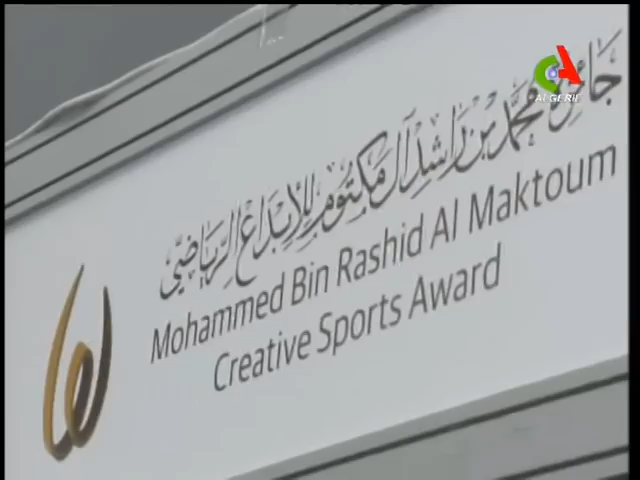 جائزة محمد بن راشد آل مكتوم للإبداع الرياضي
Mohammed Bin Rashid Al Maktoum
Creative Sports Award
ALGERIE